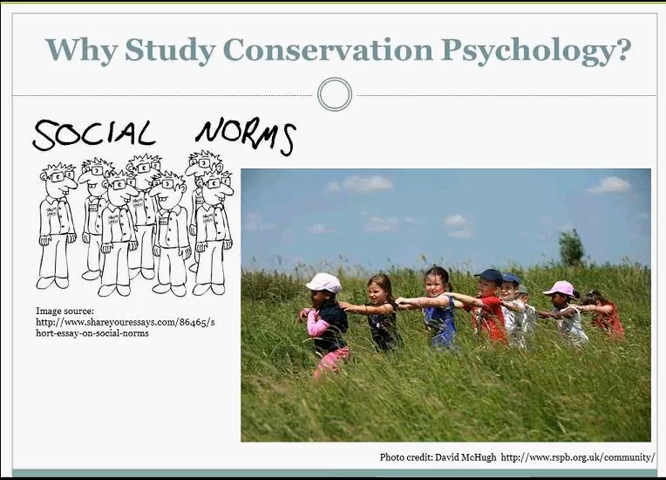 Why Study Conservation Psychology?
SOCIAL NORMS
Image source:
http://www.shareyouressays.com/86465/s
hort-essay-on-social-norms
Photo credit: David McHugh http://www.rspb.org.uk/community/